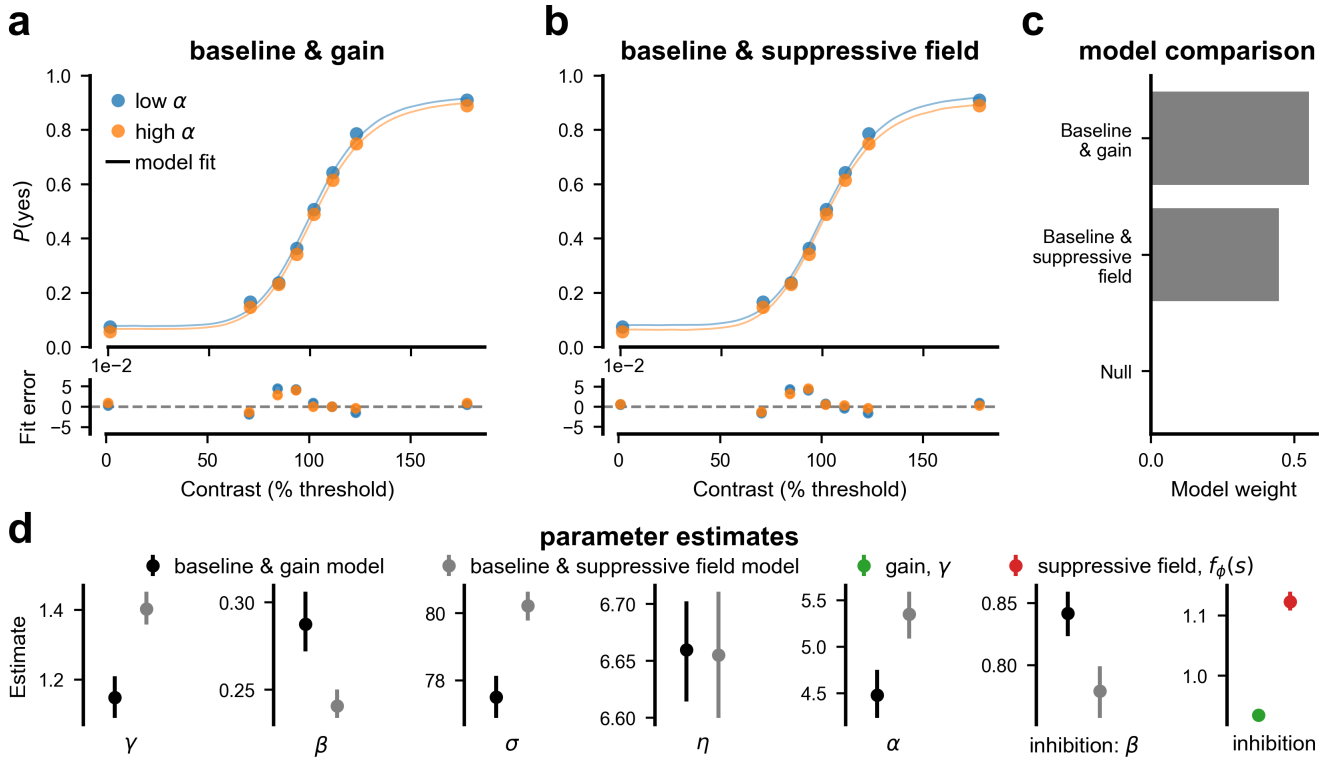 a
baseline & gain
1.0
0.8
0.6
0.4
0.2
0.0
P(yes)
low α
high α
model fit
1e−2
5
0
−5
Fit error
0
50
100
150
Contrast (% threshold)
b
baseline & suppressive field
1.0
0.8
0.6
0.4
0.2
0.0
1e−2
5
0
−5
0
50
100
150
Contrast (% threshold)
c
model comparison
Baseline
& gain
Baseline &
suppressive
field
Null
0.0
0.5
Model weight
d
parameter estimates
baseline & gain model
baseline & suppressive field model
gain, γ
suppressive field, fϕ(s)
Estimate
1.4
1.2
γ
0.30
0.25
β
80
78
σ
6.70
6.65
6.60
η
5.5
5.0
4.5
α
0.85
0.80
inhibition: β
1.1
1.0
inhibition